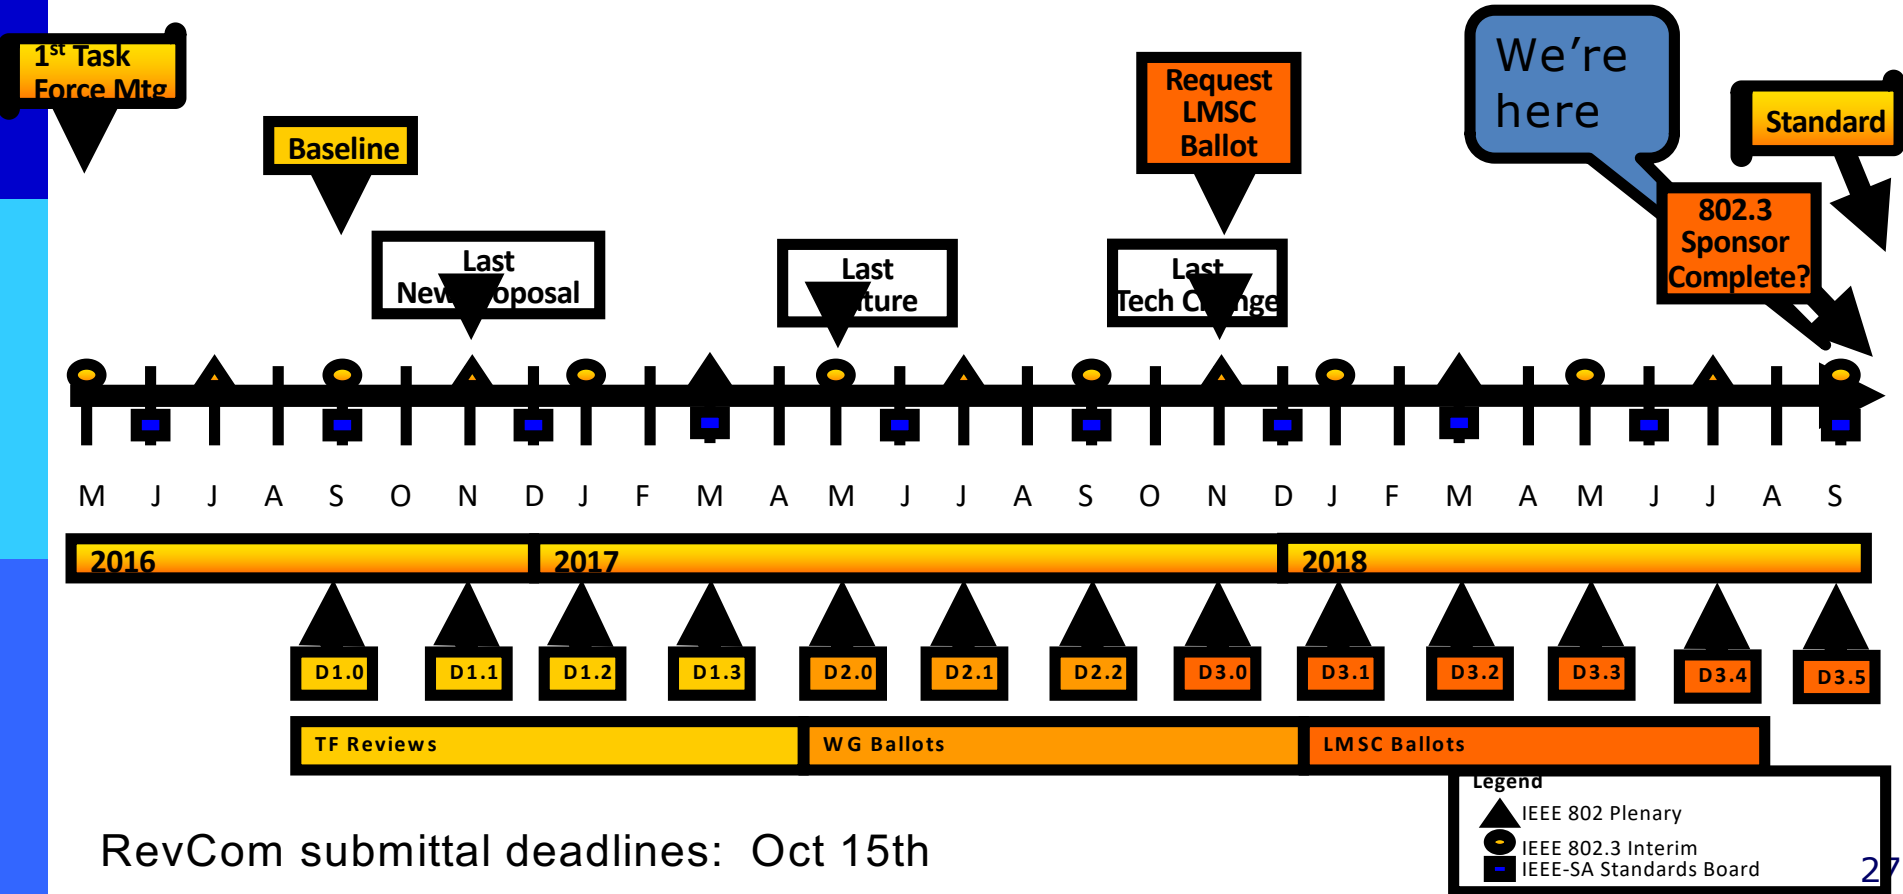 1st Task
Force Mtg
Baseline
Request
LMSC
Ballot
We're
here
Standard
802.3
Sponsor
Complete?
Last
New
oposal
Last
ture
Last
Tech C
nge
M J J A S O N D J F M A M J J A S O N D J F M A M J J A S
2016 2017 2018
D1.0 D1.1 D1.2 D1.3 D2.0 D2.1 D2.2 D3.0 D3.1 D3.2 D3.3 D3.4 D3.5
TF Reviews WG Ballots LMSC Ballots
Legend
IEEE 802 Plenary
IEEE 802.3 Interim
IEEE-SA Standards Board
RevCom submittal deadlines: Oct 15th
27